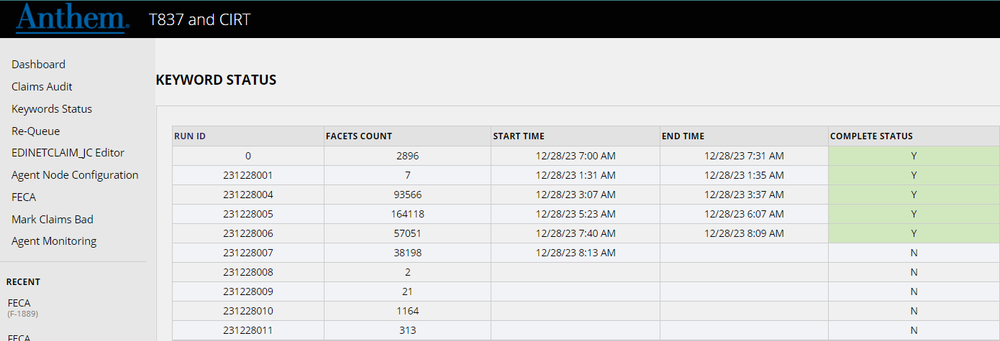 Anthem.
T837 and CIRT
Dashboard
Claims Audit
Keywords Status
Re-Queue
EDINETCLAIM_JC Editor
Agent Node Configuration
FECA
Mark Claims Bad
Agent Monitoring
RECENT
FECA
(F-1889)
FECA
KEYWORD STATUS
RUN ID FACETS COUNT START TIME END TIME COMPLETE STATUS
0 2896 12/28/23 7:00 AM 12/28/23 7:31 AM Y
231228001 7 12/28/23 1:31 AM 12/28/23 1:35 AM Y
231228004 93566 12/28/23 3:07 AM 12/28/23 3:37 AM Y
231228005 164118 12/28/23 5:23 AM 12/28/23 6:07 AM Y
231228006 57051 12/28/23 7:40 AM 12/28/23 8:09 AM Y
231228007 38198 12/28/23 8:13 AM N
231228008 2 N
231228009 21 N
231228010 1164 N
231228011 313 N